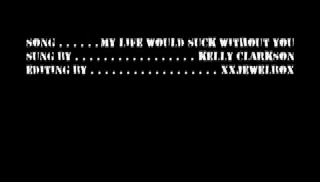 SONG . . . . . . MY LIFE WOULD SUCK WITHOUT YOU
SUNG BY . . . . . . . . . . . . . . . . . KELLY CLARKSON
EDITING BY . . . . . . . . . . . . . . . . . . XXJEWELBOX